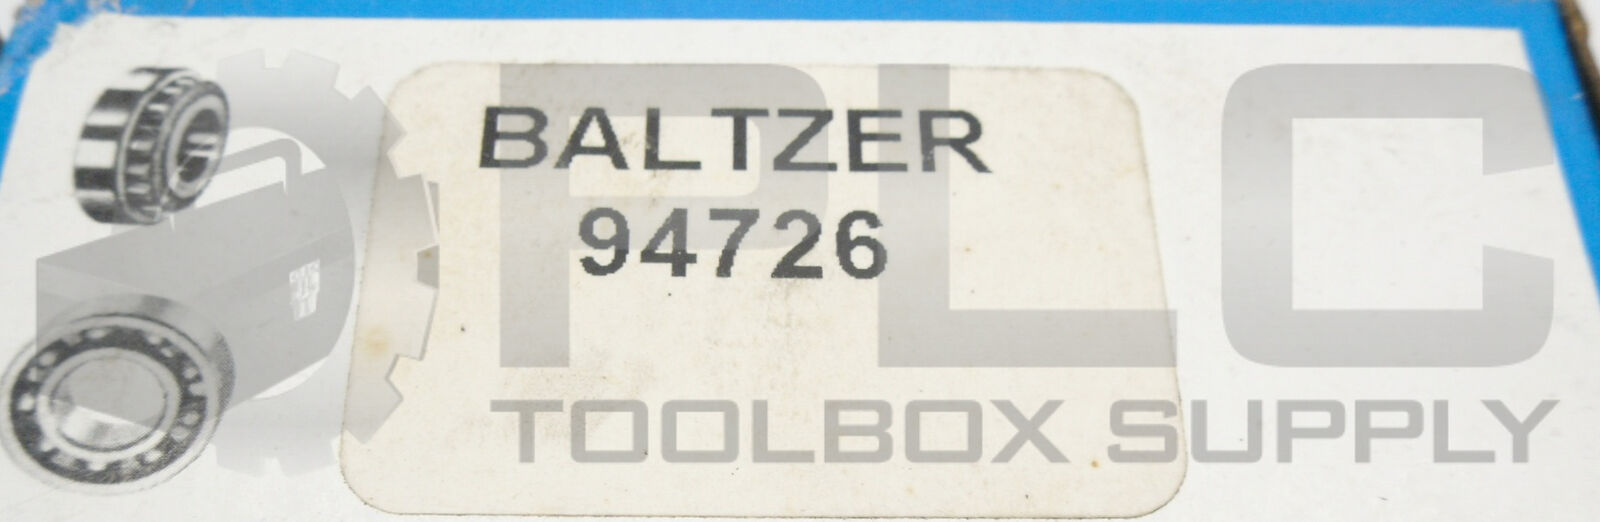 BALTZER
94726
PLC
TOOLBOX SUPPLY